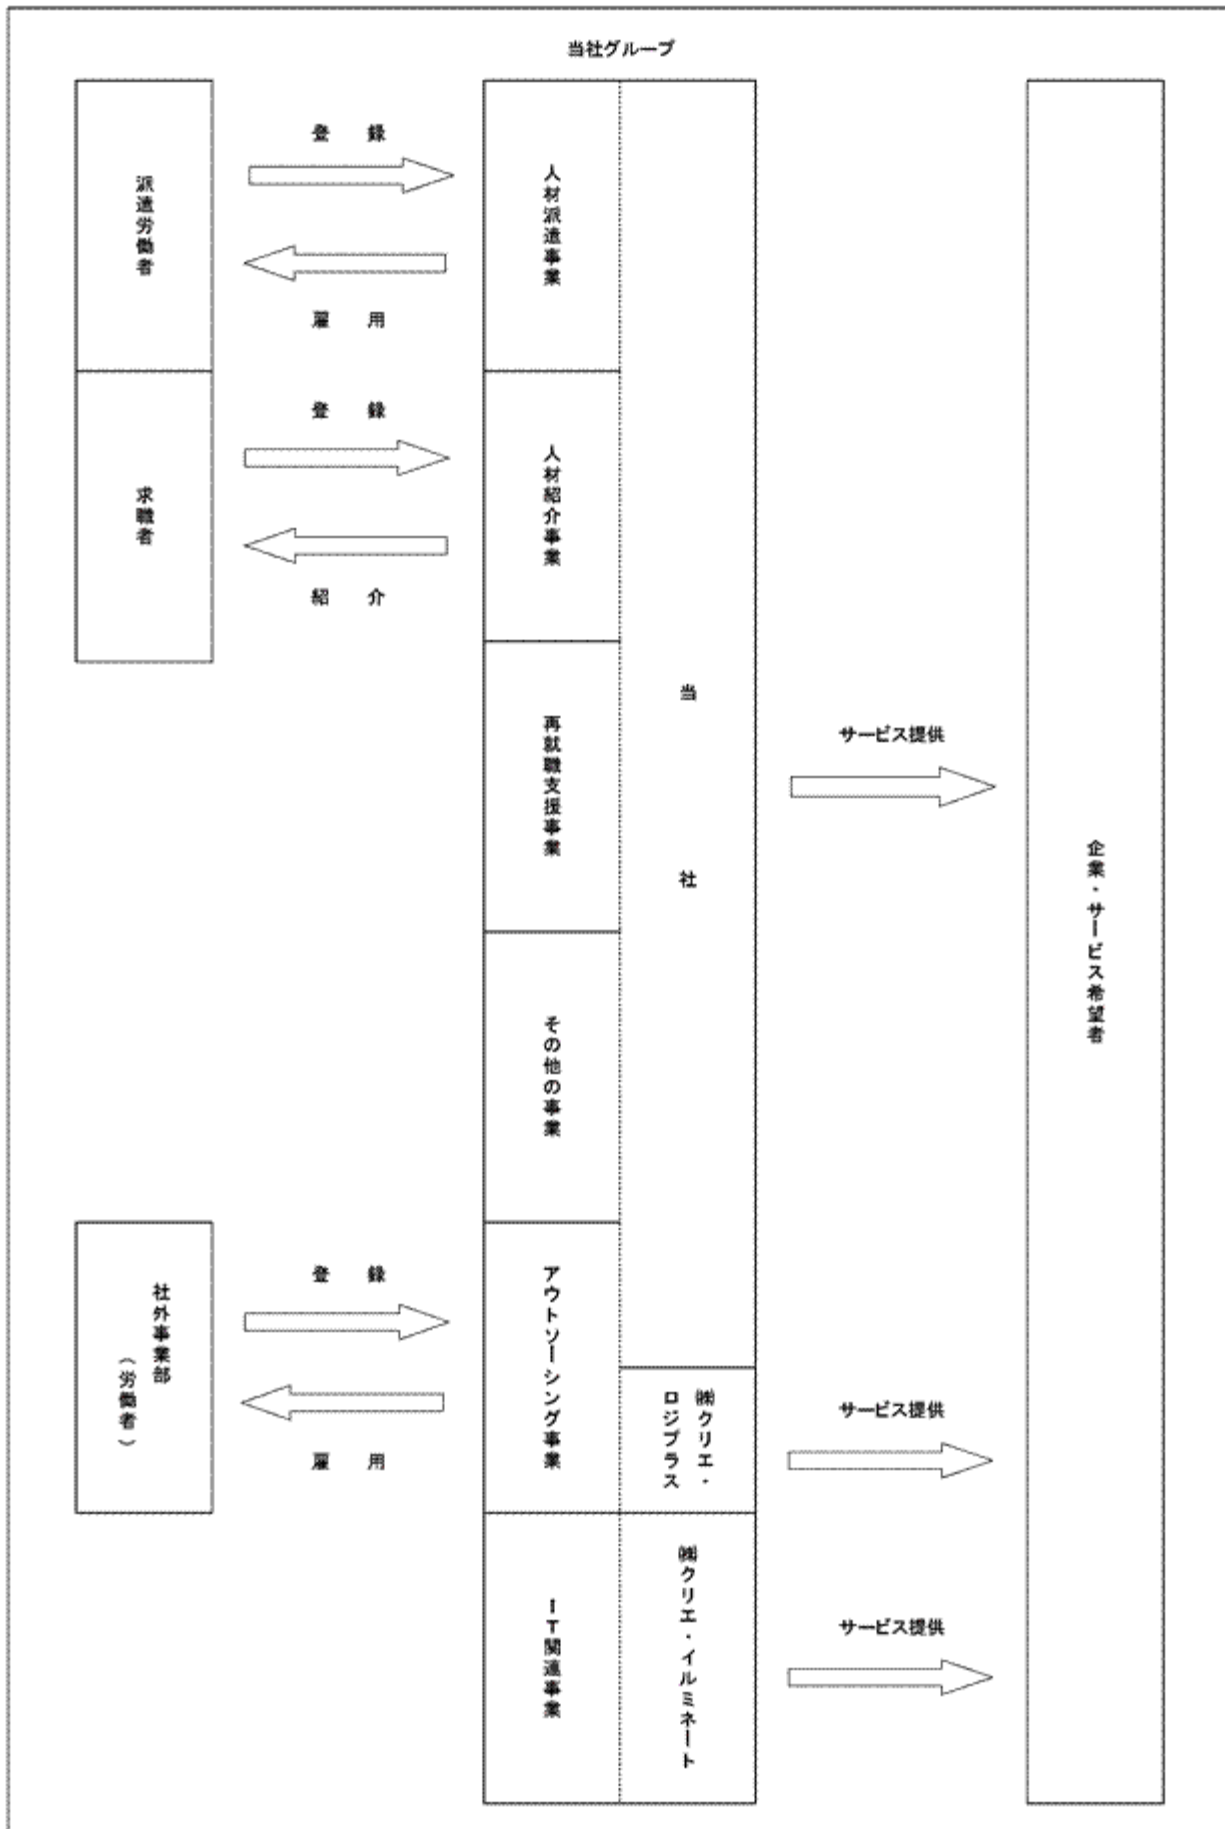 当社グループ
派遣労働者
登録
雇用
人材派遣事業
求職者
登録
紹介
人材紹介事業
再就職支援事業
その他の事業
当社
サービス提供
企業・サービス希望者
社外事業部
（労働者）
登録
雇用
アウトソーシング事業
㈱クリエ・
ロジプラス
サービス提供
IT関連事業
㈱クリエ・イルミネート
サービス提供